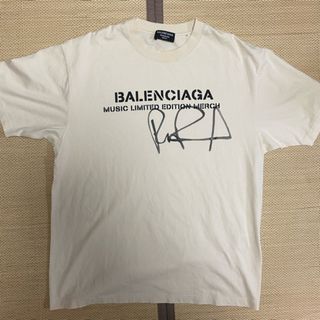 BALENCIAGA
MUSIC LIMITED EDITION MERCH